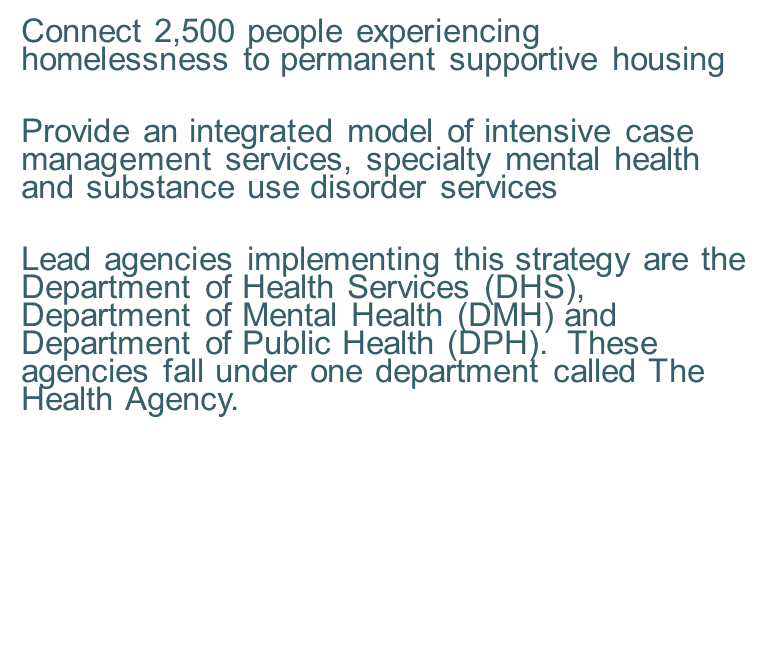 Connect 2,500 people experiencing
homelessness to permanent supportive housing
Provide an integrated model of intensive case
management services, specialty mental health
and substance use disorder services
Lead agencies implementing this strategy are the
Department of Health Services (DHS),
Department of Mental Health (DMH) and
Department of Public Health (DPH). These
agencies fall under one department called The
Health Agency.